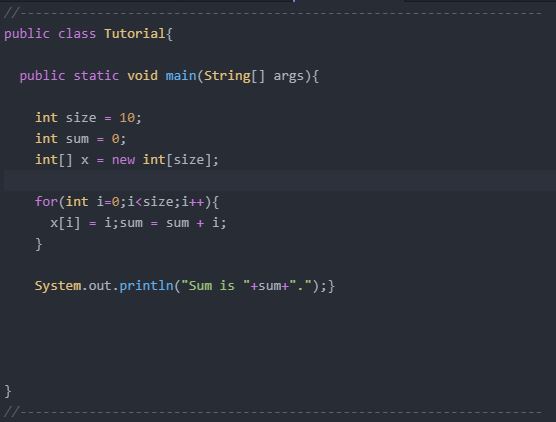 //--------------------------------------------------------------------
public class Tutorial{
public static void main(String[] args){
int size = 10;
int sum = 0;
int[] x = new int[size];
for(int i=0;i<size;i++){
x[i] = i;sum = sum + i;
}
System.out.println("Sum is "+sum+".");}
}
//--------------------------------------------------------------------